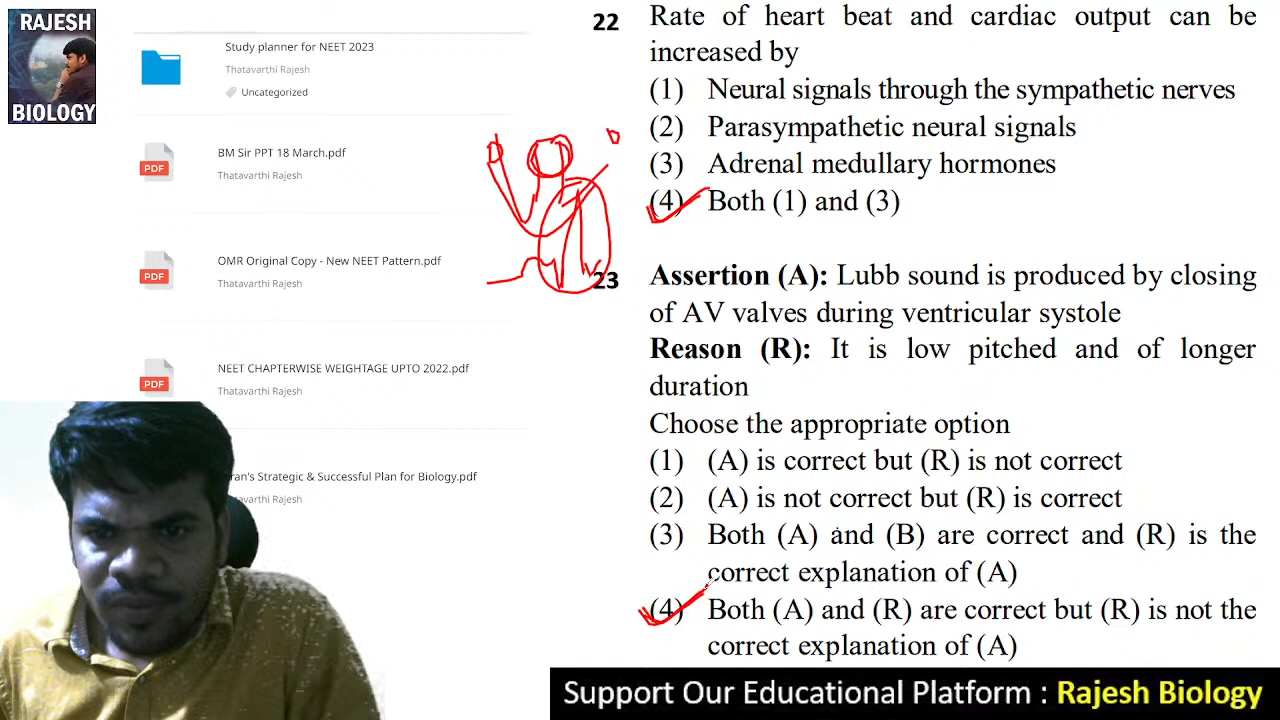 RAJESH
BIOLOGY
Study planner for NEET 2023
Thatavarthi Rajesh
Uncategorized
PDF
BM Sir PPT 18 March.pdf
Thatavarthi Rajesh
PDF
OMR Original Copy - New NEET Pattern.pdf
Thatavarthi Rajesh
PDF
NEET CHAPTERWISE WEIGHTAGE UPTO 2022.pdf
Thatavarthi Rajesh
Strategic & Successful Plan for Biology.pdf
Rajesh
22 Rate of heart beat and cardiac output can be
increased by
(1) Neural signals through the sympathetic nerves
(2) Parasympathetic neural signals
(3) Adrenal medullary hormones
(4) Both (1) and (3)
23 Assertion (A): Lubb sound is produced by closing
of AV valves during ventricular systole
Reason (R): It is low pitched and of longer
duration
Choose the appropriate option
(1) (A) is correct but (R) is not correct
(2) (A) is not correct but (R) is correct
(3) Both (A) and (B) are correct and (R) is the
correct explanation of (A)
(4) Both (A) and (R) are correct but (R) is not the
correct explanation of (A)
Support Our Educational Platform : Rajesh Biology